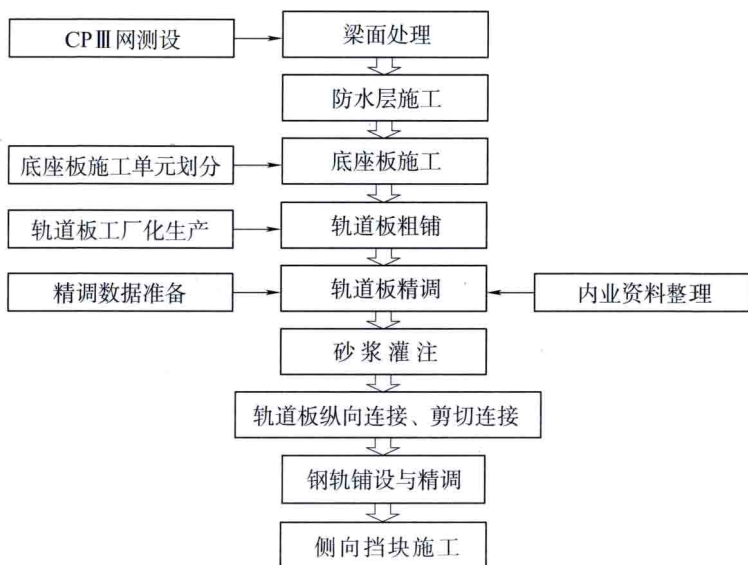 CPⅢ网测设
梁面处理
防水层施工
底座板施工单元划分
底座板施工
轨道板工厂化生产
轨道板粗铺
精调数据准备
轨道板精调
内业资料整理
砂浆灌注
轨道板纵向连接、剪切连接
钢轨铺设与精调
侧向挡块施工